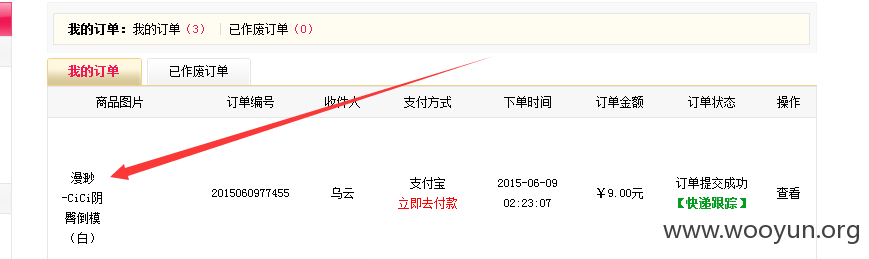 我的订单：我的订单（3） | 已作废订单（0）
我的订单 已作废订单
商品图片 订单编号 收件人 支付方式 下单时间 订单金额 订单状态 操作
漫眇
-CiCi阴
臀倒模
（白）
2015060977455
乌云
支付宝
立即去付款
2015-06-09
02:23:07
￥9.00元
订单提交成功
【快递跟踪】
查看
www.wooyun.org